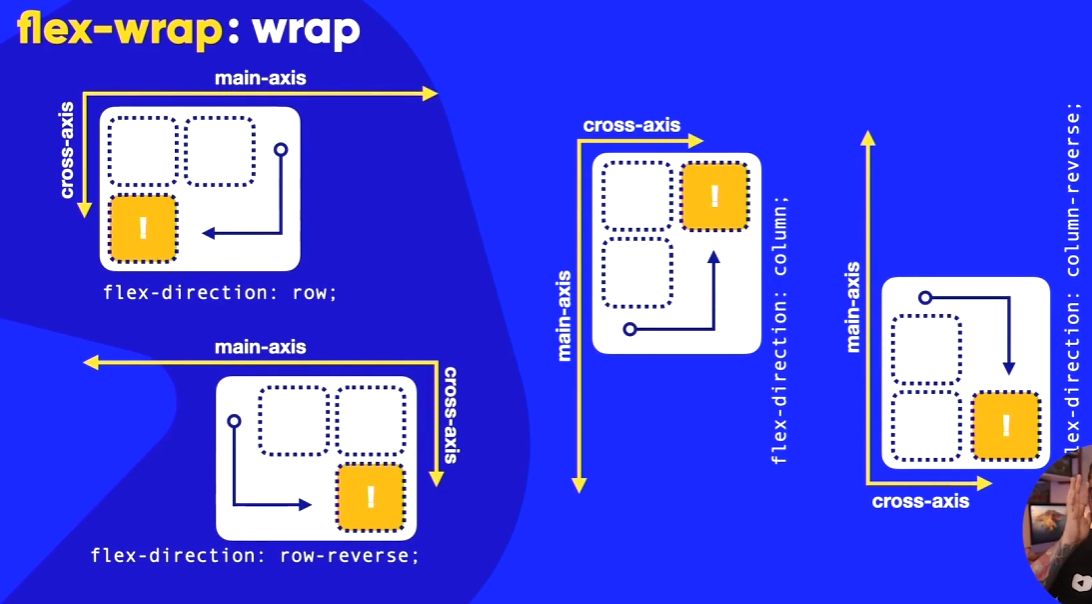 flex-wrap: wrap
main-axis
cross-axis
!
flex-direction: row;
main-axis
cross-axis
!
flex-direction: row-reverse;
cross-axis
main-axis
!
flex-direction: column;
main-axis
!
cross-axis
flex-direction: column-reverse;